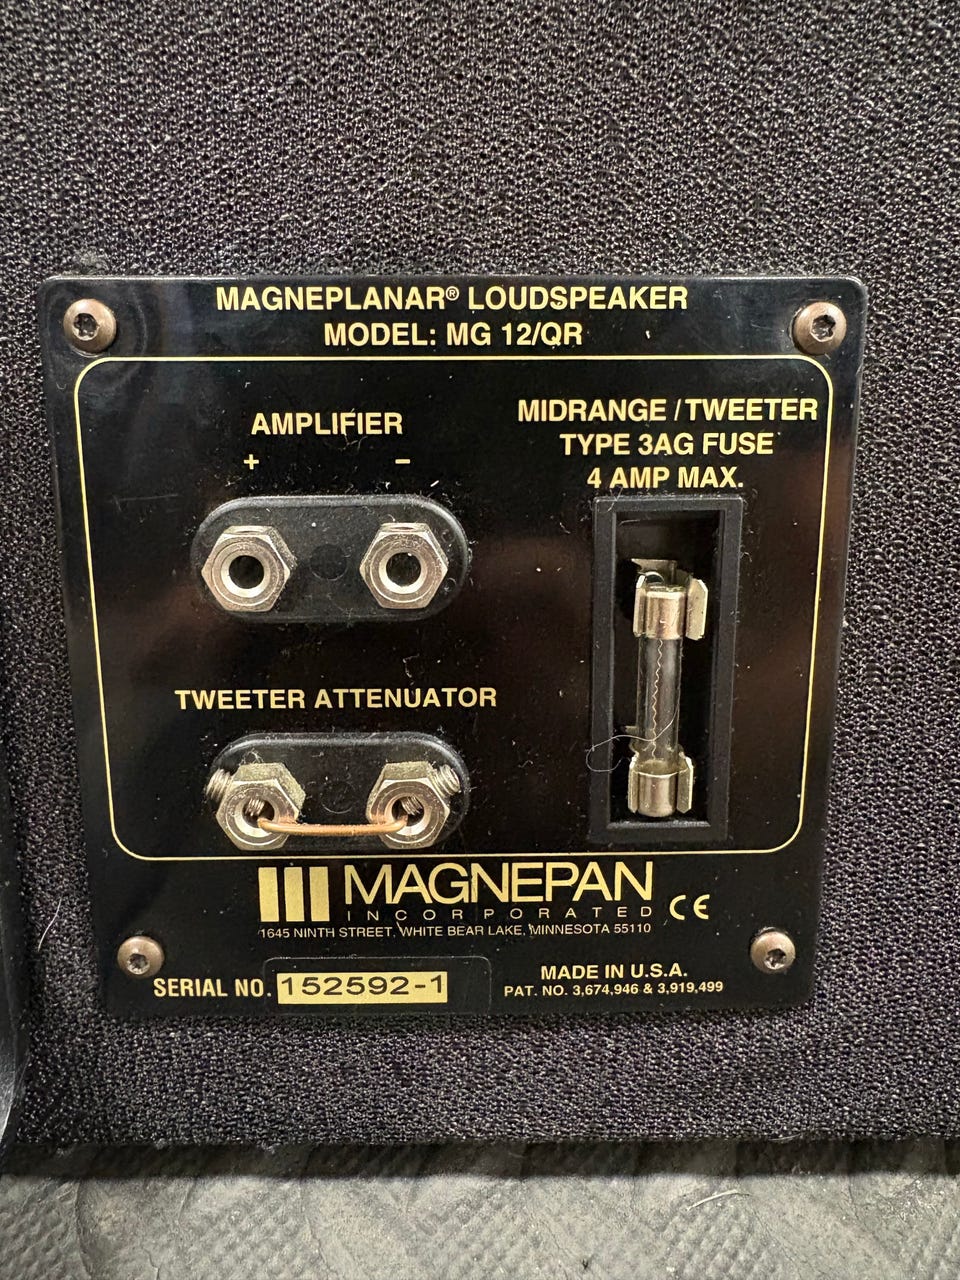 MAGNEPLANAR® LOUDSPEAKER
MODEL: MG 12/QR
AMPLIFIER
+ −
MIDRANGE / TWEETER
TYPE 3AG FUSE
4 AMP MAX.
TWEETER ATTENUATOR
MAGNEPAN
INCORPORATED
CE
1645 NINTH STREET, WHITE BEAR LAKE, MINNESOTA 55110
SERIAL NO. 152592-1
MADE IN U.S.A.
PAT. NO. 3,674,946 & 3,919,499